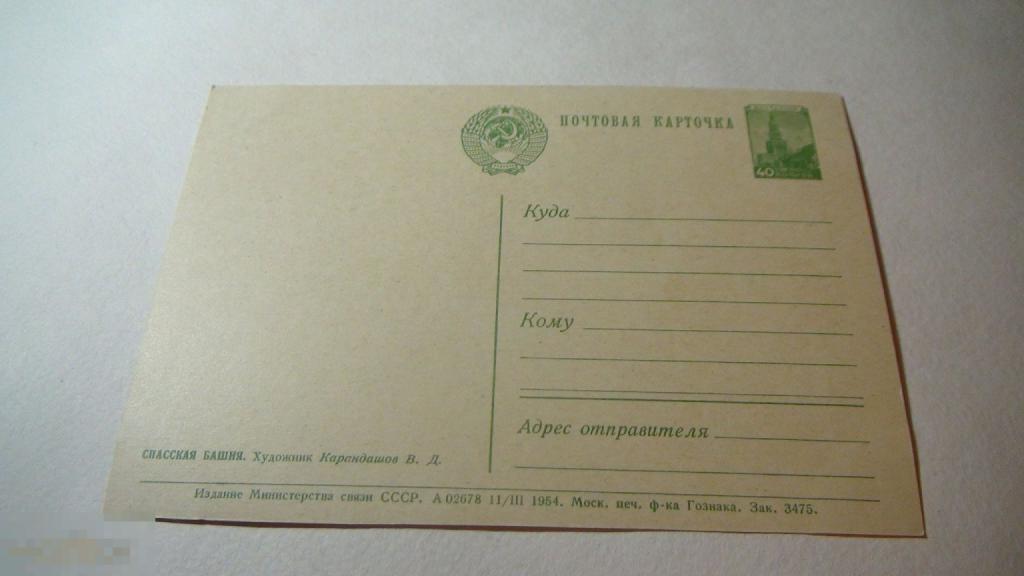 ПОЧТОВАЯ КАРТОЧКА
40
Куда
Кому
Адрес отправителя
СПАССКАЯ БАШНЯ. Художник Карандашов В. Д.
Издание Министерства связи СССР. А 02678 11/III 1954. Моск. печ. ф-ка Гознака. Зак. 3475.